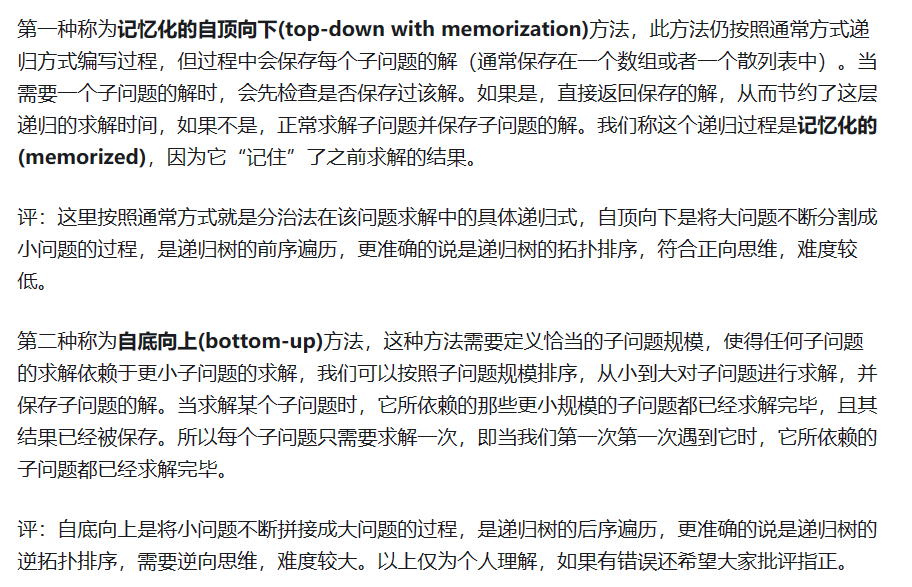 第一种称为记忆化的自顶向下(top-down with memorization)方法，此方法仍按照通常方式递
归方式编写过程，但过程中会保存每个子问题的解（通常保存在一个数组或者一个散列表中）。当
需要一个子问题的解时，会先检查是否保存过该解。如果是，直接返回保存的解，从而节约了这层
递归的求解时间，如果不是，正常求解子问题并保存子问题的解。我们称这个递归过程是记忆化的
(memorized)，因为它“记住”了之前求解的结果。
评：这里按照通常方式就是分治法在该问题求解中的具体递归式，自顶向下是将大问题不断分割成
小问题的过程，是递归树的前序遍历，更准确的说是递归树的拓扑排序，符合正向思维，难度较
低。
第二种称为自底向上(bottom-up)方法，这种方法需要定义恰当的子问题规模，使得任何子问题
的求解依赖于更小子问题的求解，我们可以按照子问题规模排序，从小到大对子问题进行求解，并
保存子问题的解。当求解某个子问题时，它所依赖的那些更小规模的子问题都已经求解完毕，且其
结果已经被保存。所以每个子问题只需要求解一次，即当我们第一次第一次遇到它时，它所依赖的
子问题都已经求解完毕。
评：自底向上是将小问题不断拼接成大问题的过程，是递归树的后序遍历，更准确的说是递归树的
逆拓扑排序，需要逆向思维，难度较大。以上仅为个人理解，如果有错误还希望大家批评指正。